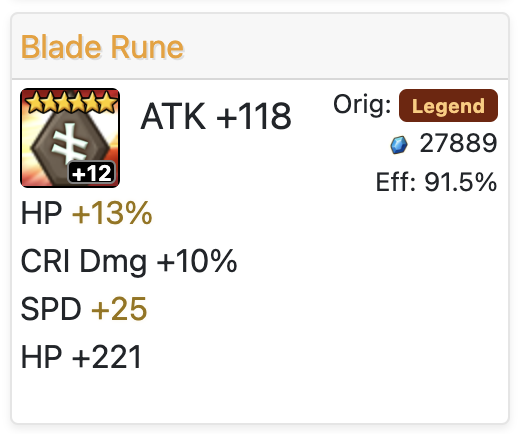 Blade Rune
ATK +118
Orig: Legend
27889
Eff: 91.5%
+12
HP +13%
CRI Dmg +10%
SPD +25
HP +221